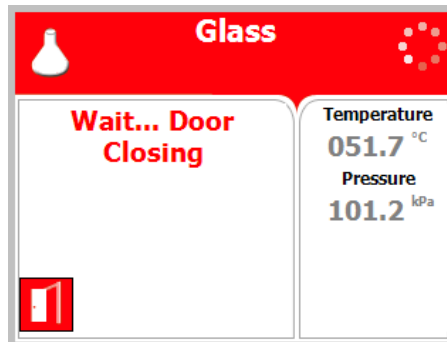 Glass
Wait... Door
Closing
Temperature
051.7 °C
Pressure
101.2 kPa